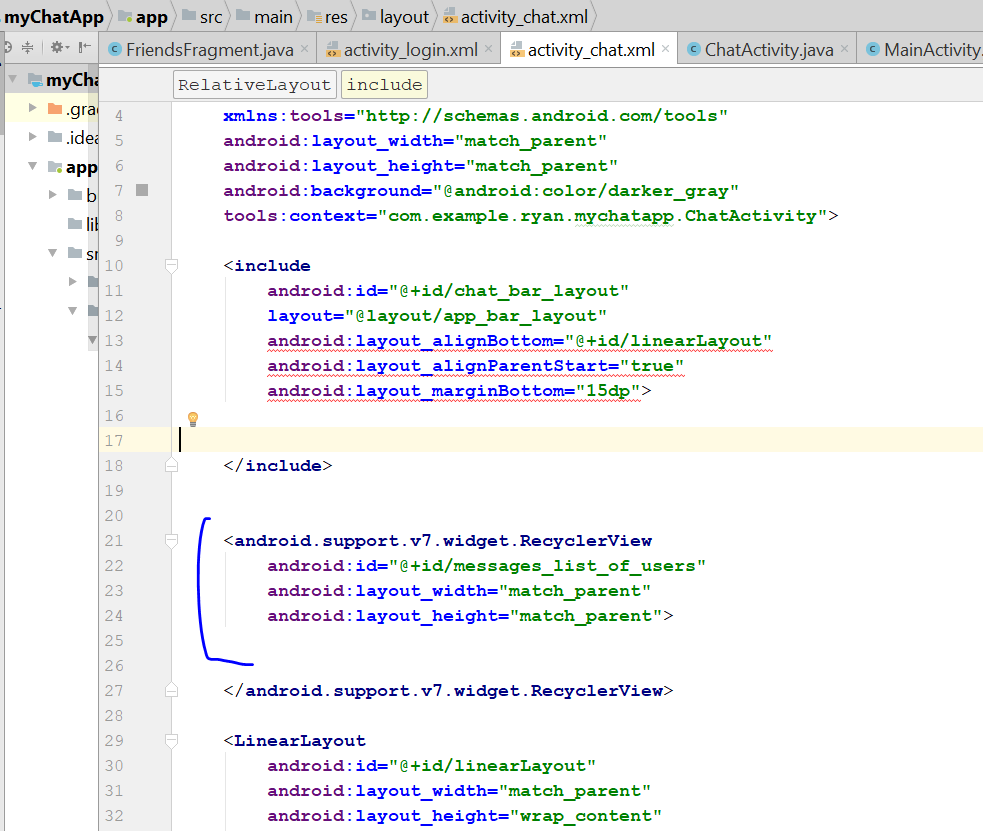 myChatApp app src main res layout activity_chat.xml
FriendsFragment.java activity_login.xml activity_chat.xml ChatActivity.java MainActivity.
myCha
RelativeLayout include
.grad
.idea
app
b
lib
sr
4 xmlns:tools="http://schemas.android.com/tools"
5 android:layout_width="match_parent"
6 android:layout_height="match_parent"
7 android:background="@android:color/darker_gray"
8 tools:context="com.example.ryan.mychatapp.ChatActivity">
9
10 <include
11 android:id="@+id/chat_bar_layout"
12 layout="@layout/app_bar_layout"
13 android:layout_alignBottom="@+id/linearLayout"
14 android:layout_alignParentStart="true"
15 android:layout_marginBottom="15dp">
16
17
18 </include>
19
20
21 <android.support.v7.widget.RecyclerView
22 android:id="@+id/messages_list_of_users"
23 android:layout_width="match_parent"
24 android:layout_height="match_parent">
25
26
27 </android.support.v7.widget.RecyclerView>
28
29 <LinearLayout
30 android:id="@+id/linearLayout"
31 android:layout_width="match_parent"
32 android:layout_height="wrap_content"